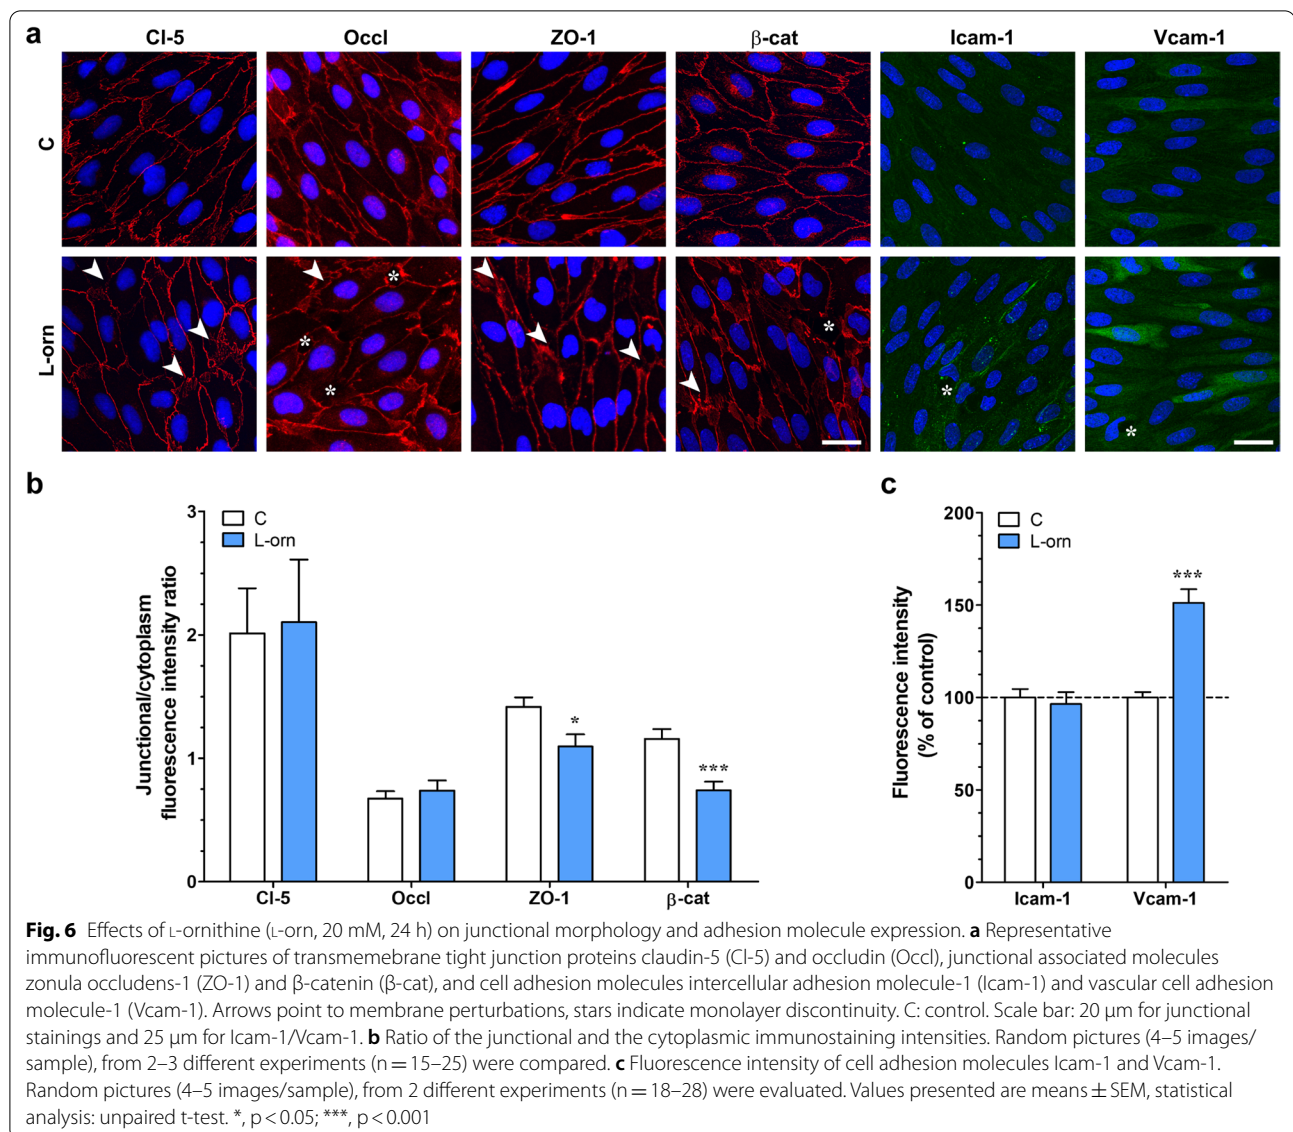 a
Cl-5 Occl ZO-1 β-cat Icam-1 Vcam-1
C
L-orn
* * * * * *
b
Junctional/cytoplasm
fluorescence intensity ratio
3
2
1
0
C
L-orn
* ***
Cl-5 Occl ZO-1 β-cat
c
Fluorescence intensity
(% of control)
200
150
100
50
0
C
L-orn
***
Icam-1 Vcam-1
Fig. 6 Effects of L-ornithine (L-orn, 20 mM, 24 h) on junctional morphology and adhesion molecule expression. a Representative
immunofluorescent pictures of transmemebrane tight junction proteins claudin-5 (Cl-5) and occludin (Occl), junctional associated molecules
zonula occludens-1 (ZO-1) and β-catenin (β-cat), and cell adhesion molecules intercellular adhesion molecule-1 (Icam-1) and vascular cell adhesion
molecule-1 (Vcam-1). Arrows point to membrane perturbations, stars indicate monolayer discontinuity. C: control. Scale bar: 20 µm for junctional
stainings and 25 µm for Icam-1/Vcam-1. b Ratio of the junctional and the cytoplasmic immunostaining intensities. Random pictures (4–5 images/
sample), from 2–3 different experiments (n = 15–25) were compared. c Fluorescence intensity of cell adhesion molecules Icam-1 and Vcam-1.
Random pictures (4–5 images/sample), from 2 different experiments (n = 18–28) were evaluated. Values presented are means ± SEM, statistical
analysis: unpaired t-test. *, p < 0.05; ***, p < 0.001